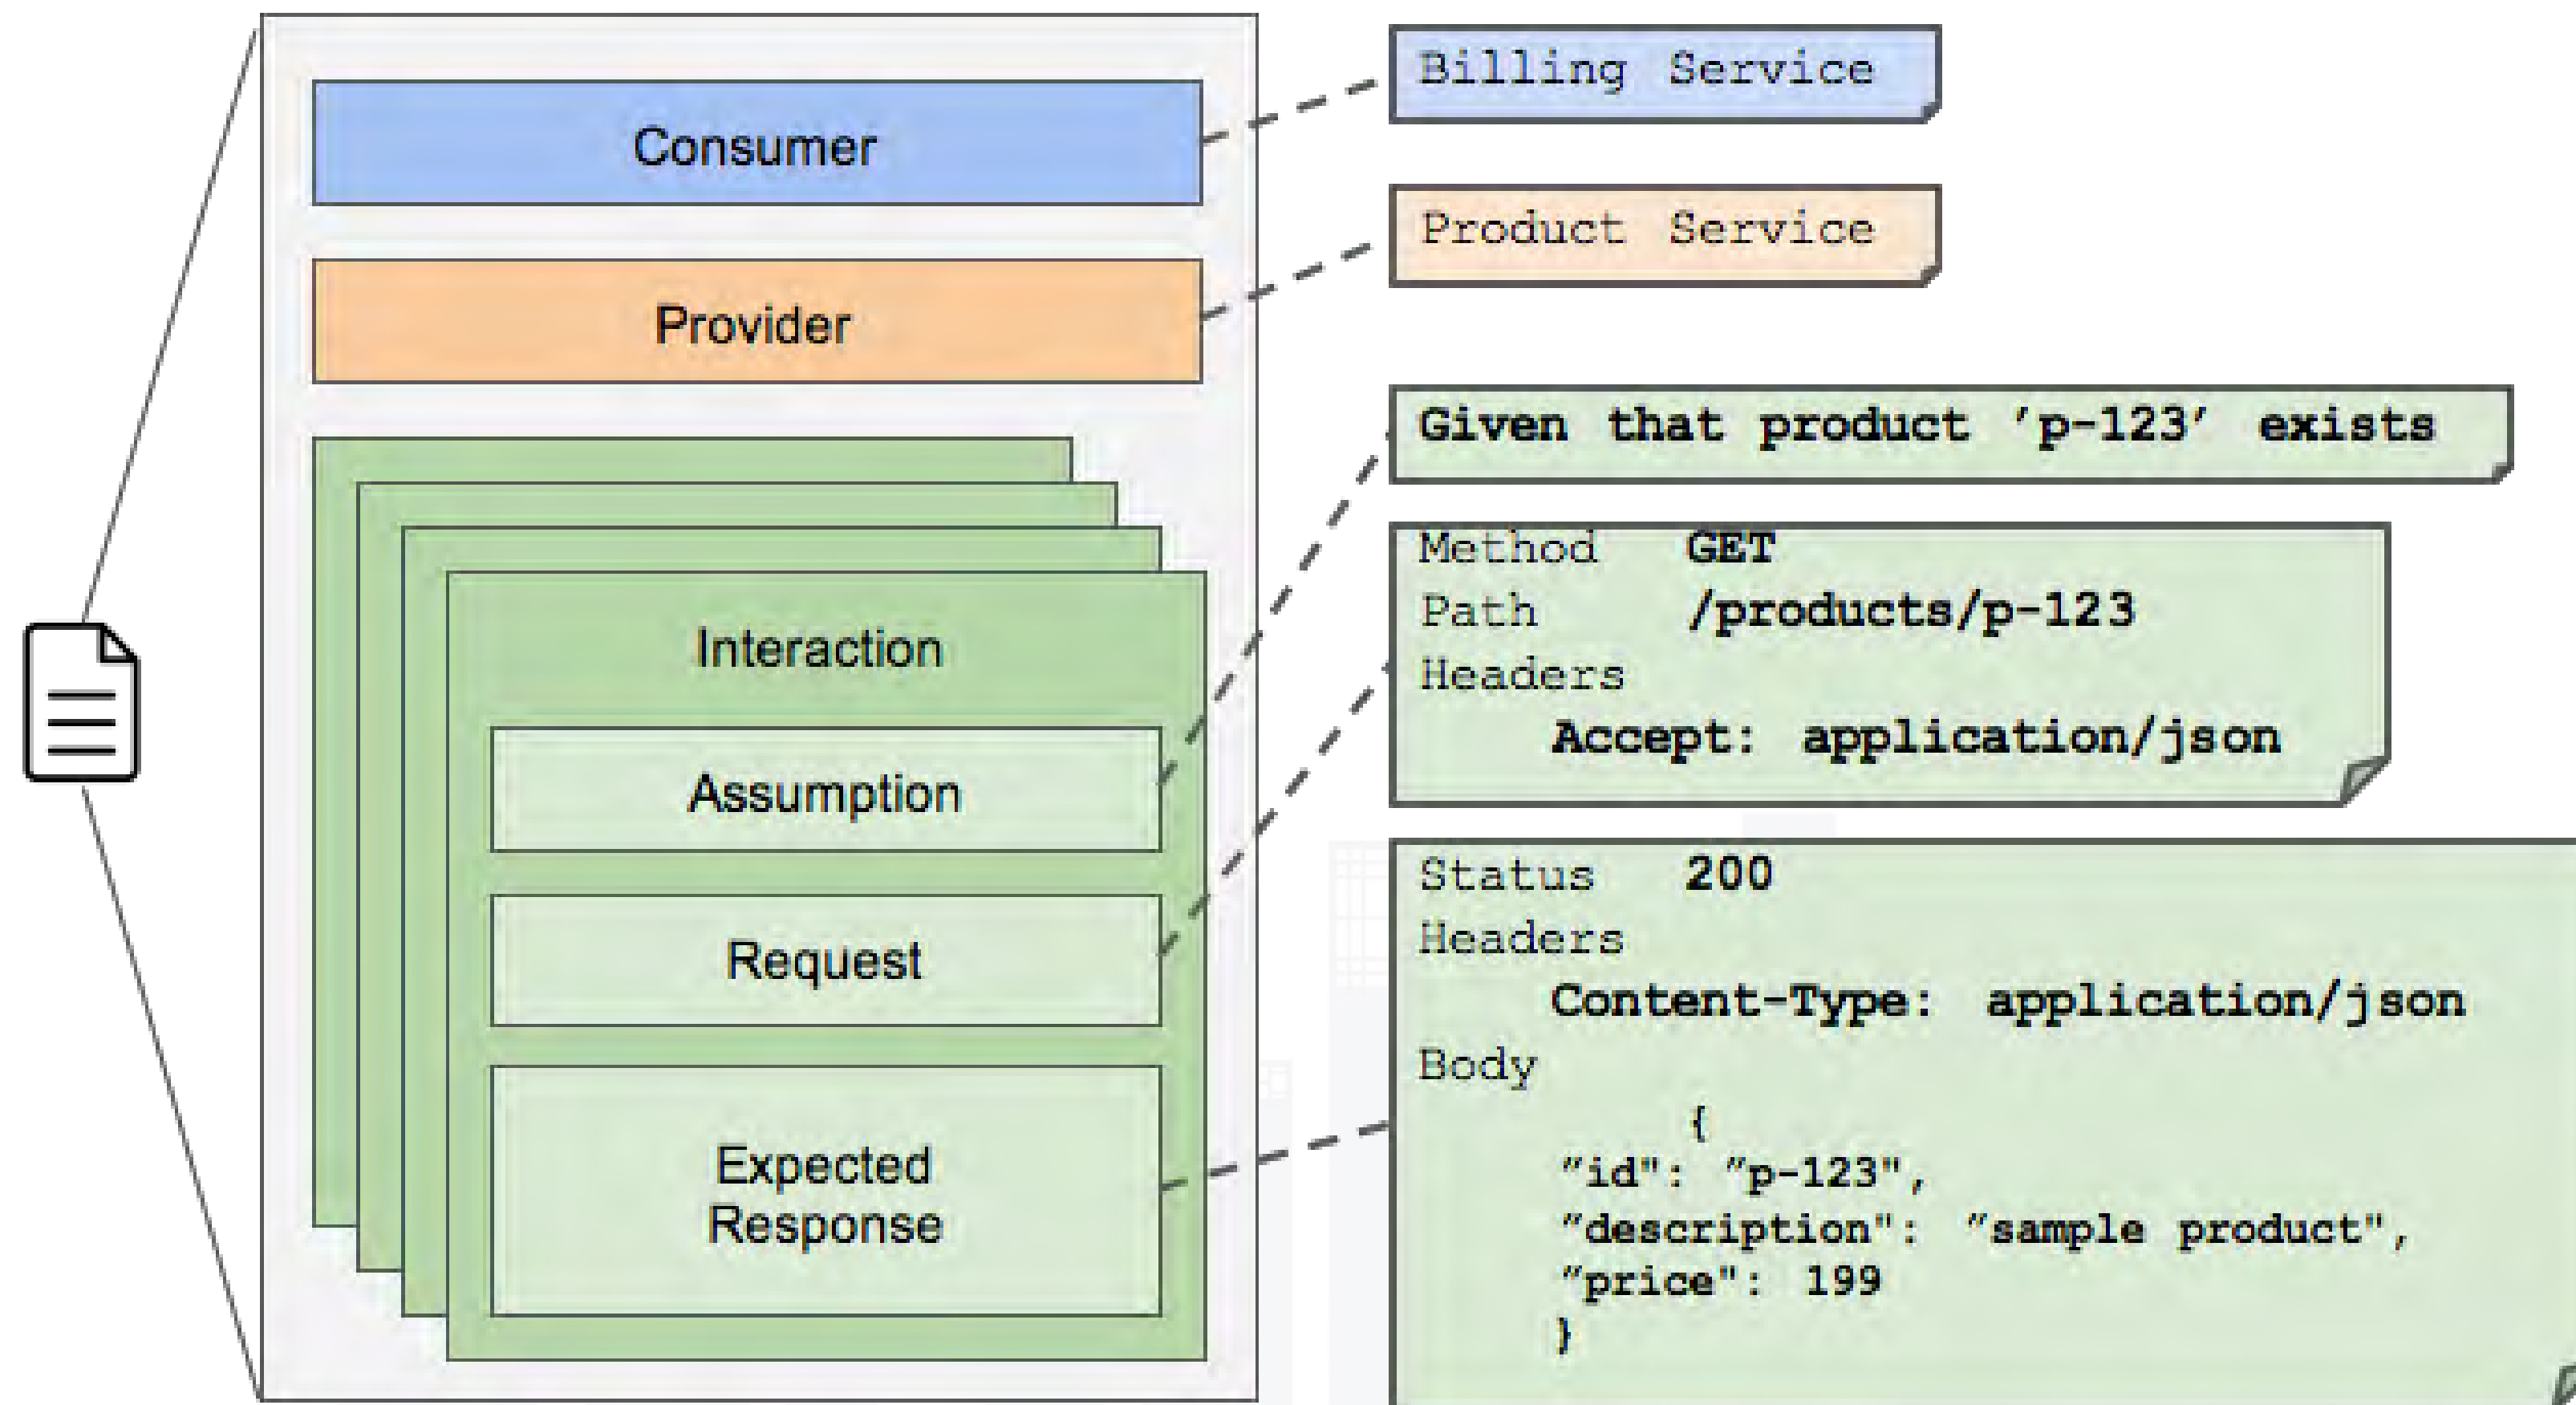 Consumer
Provider
Interaction
Assumption
Request
Expected
Response
Billing Service
Product Service
Given that product ’p-123’ exists
Method GET
Path /products/p-123
Headers
Accept: application/json
Status 200
Headers
Content-Type: application/json
Body
{
”id": ”p-123",
”description": ”sample product",
”price": 199
}